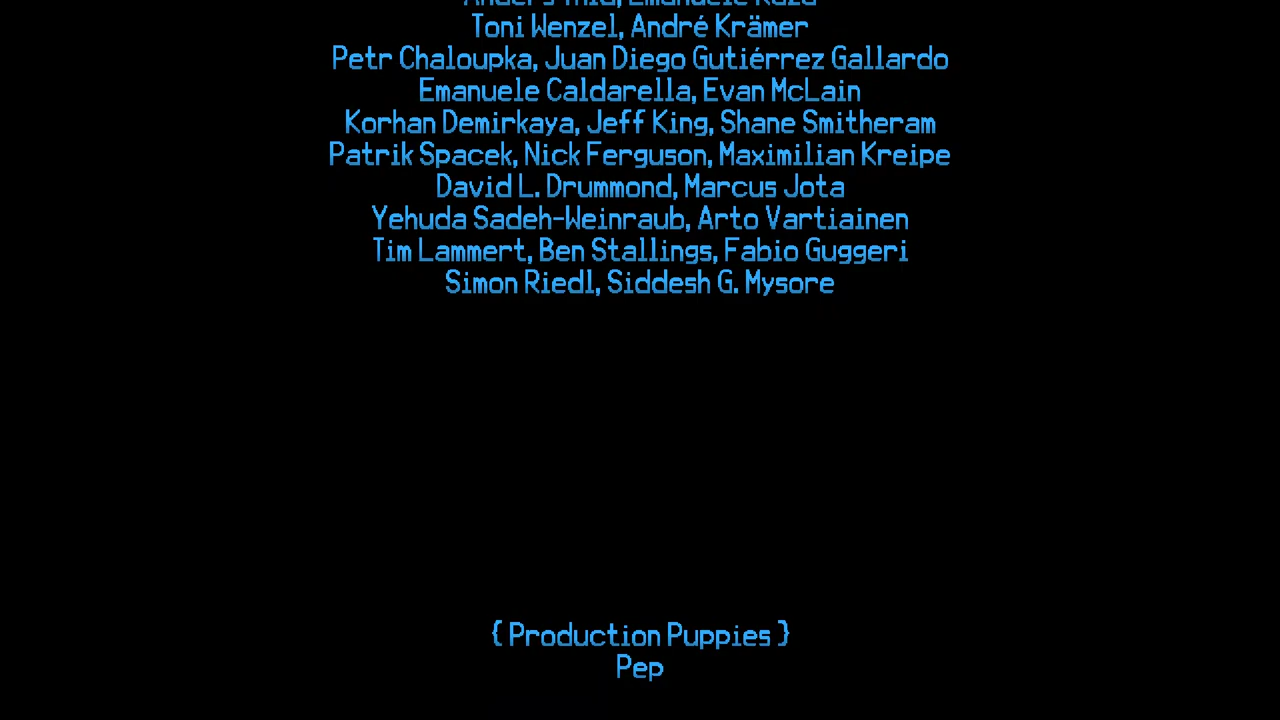 Toni Wenzel, André Krämer
Petr Chaloupka, Juan Diego Gutiérrez Gallardo
Emanuele Caldarella, Evan McLain
Korhan Demirkaya, Jeff King, Shane Smitheram
Patrik Spacek, Nick Ferguson, Maximilian Kreipe
David L. Drummond, Marcus Jota
Yehuda Sadeh-Weinraub, Arto Vartiainen
Tim Lammert, Ben Stallings, Fabio Guggeri
Simon Riedl, Siddesh G. Mysore
{ Production Puppies }
Pep